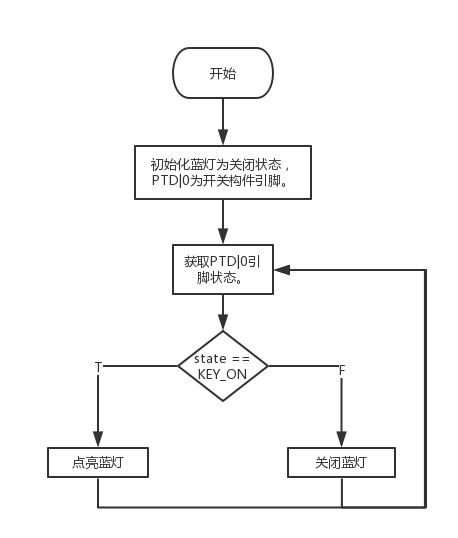 开始
初始化蓝灯为关闭状态，
PTD|0为开关构件引脚。
获取PTD|0引
脚状态。
state ==
KEY_ON
T
F
点亮蓝灯
关闭蓝灯